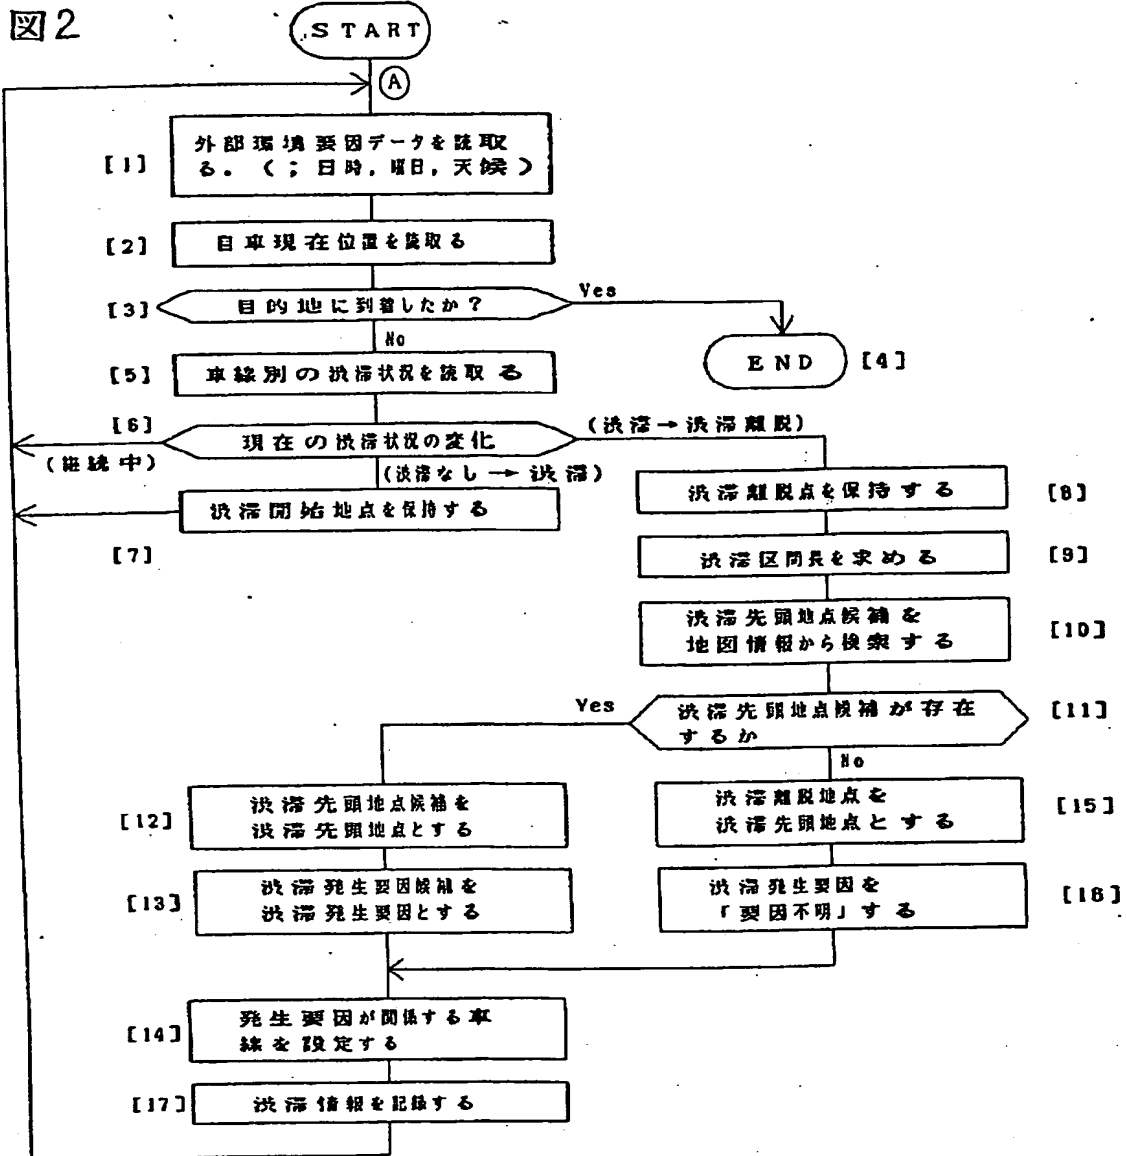 図2
START
A
[1]
外部環境要因データを読取
る．（；日時，曜日，天候）
[2]
自車現在位置を読取る
[3]
目的地に到着したか？
Yes
No
END
[4]
[5]
車線別の渋滞状況を読取る
[6]
現在の渋滞状況の変化
(渋滞→渋滞離脱)
(継続中)
(渋滞なし→渋滞)
渋滞開始地点を保持する
[7]
渋滞離脱点を保持する
[8]
渋滞区間長を求める
[9]
渋滞先頭地点候補を
地図情報から検索する
[10]
渋滞先頭地点候補が存在
するか
[11]
Yes
No
[12]
渋滞先頭地点候補を
渋滞先頭地点とする
渋滞離脱地点を
渋滞先頭地点とする
[15]
[13]
渋滞発生要因候補を
渋滞発生要因とする
渋滞発生要因を
「要因不明」する
[16]
[14]
発生要因が関係する車
線を設定する
[17]
渋滞情報を記録する